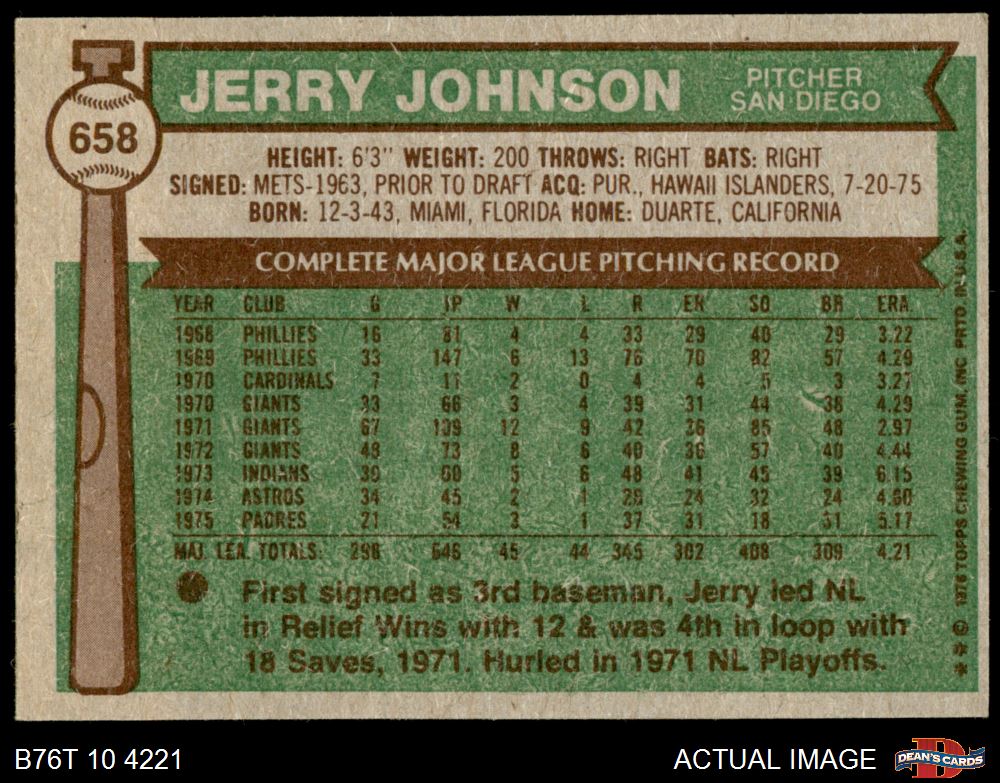 658
JERRY JOHNSON
PITCHER
SAN DIEGO
HEIGHT: 6'3" WEIGHT: 200 THROWS: RIGHT BATS: RIGHT
SIGNED: METS-1963, PRIOR TO DRAFT ACQ: PUR., HAWAII ISLANDERS, 7-20-75
BORN: 12-3-43, MIAMI, FLORIDA HOME: DUARTE, CALIFORNIA
COMPLETE MAJOR LEAGUE PITCHING RECORD
YEAR CLUB G IP W L R ER SO BB ERA
1968 PHILLIES 16 81 4 4 33 29 40 29 3.22
1969 PHILLIES 33 147 6 13 76 70 82 57 4.29
1970 CARDINALS 7 11 2 0 4 4 5 3 3.27
1970 GIANTS 33 66 3 4 39 31 44 38 4.23
1971 GIANTS 67 109 12 9 42 36 85 48 2.97
1972 GIANTS 48 73 8 6 40 36 57 40 4.44
1973 INDIANS 39 60 5 6 48 41 45 39 6.15
1974 ASTROS 34 45 2 1 28 24 32 24 4.80
1975 PADRES 21 54 3 1 37 31 18 31 5.17
MAJ. LEA. TOTALS: 298 646 45 44 345 302 408 309 4.21
First signed as 3rd baseman, Jerry led NL
in Relief Wins with 12 & was 4th in loop with
18 Saves, 1971. Hurled in 1971 NL Playoffs.
* * © 1976 TOPPS CHEWING GUM, INC PRTD. IN U.S.A.
B76T 10 4221
ACTUAL IMAGE
D
DEAN'S CARDS